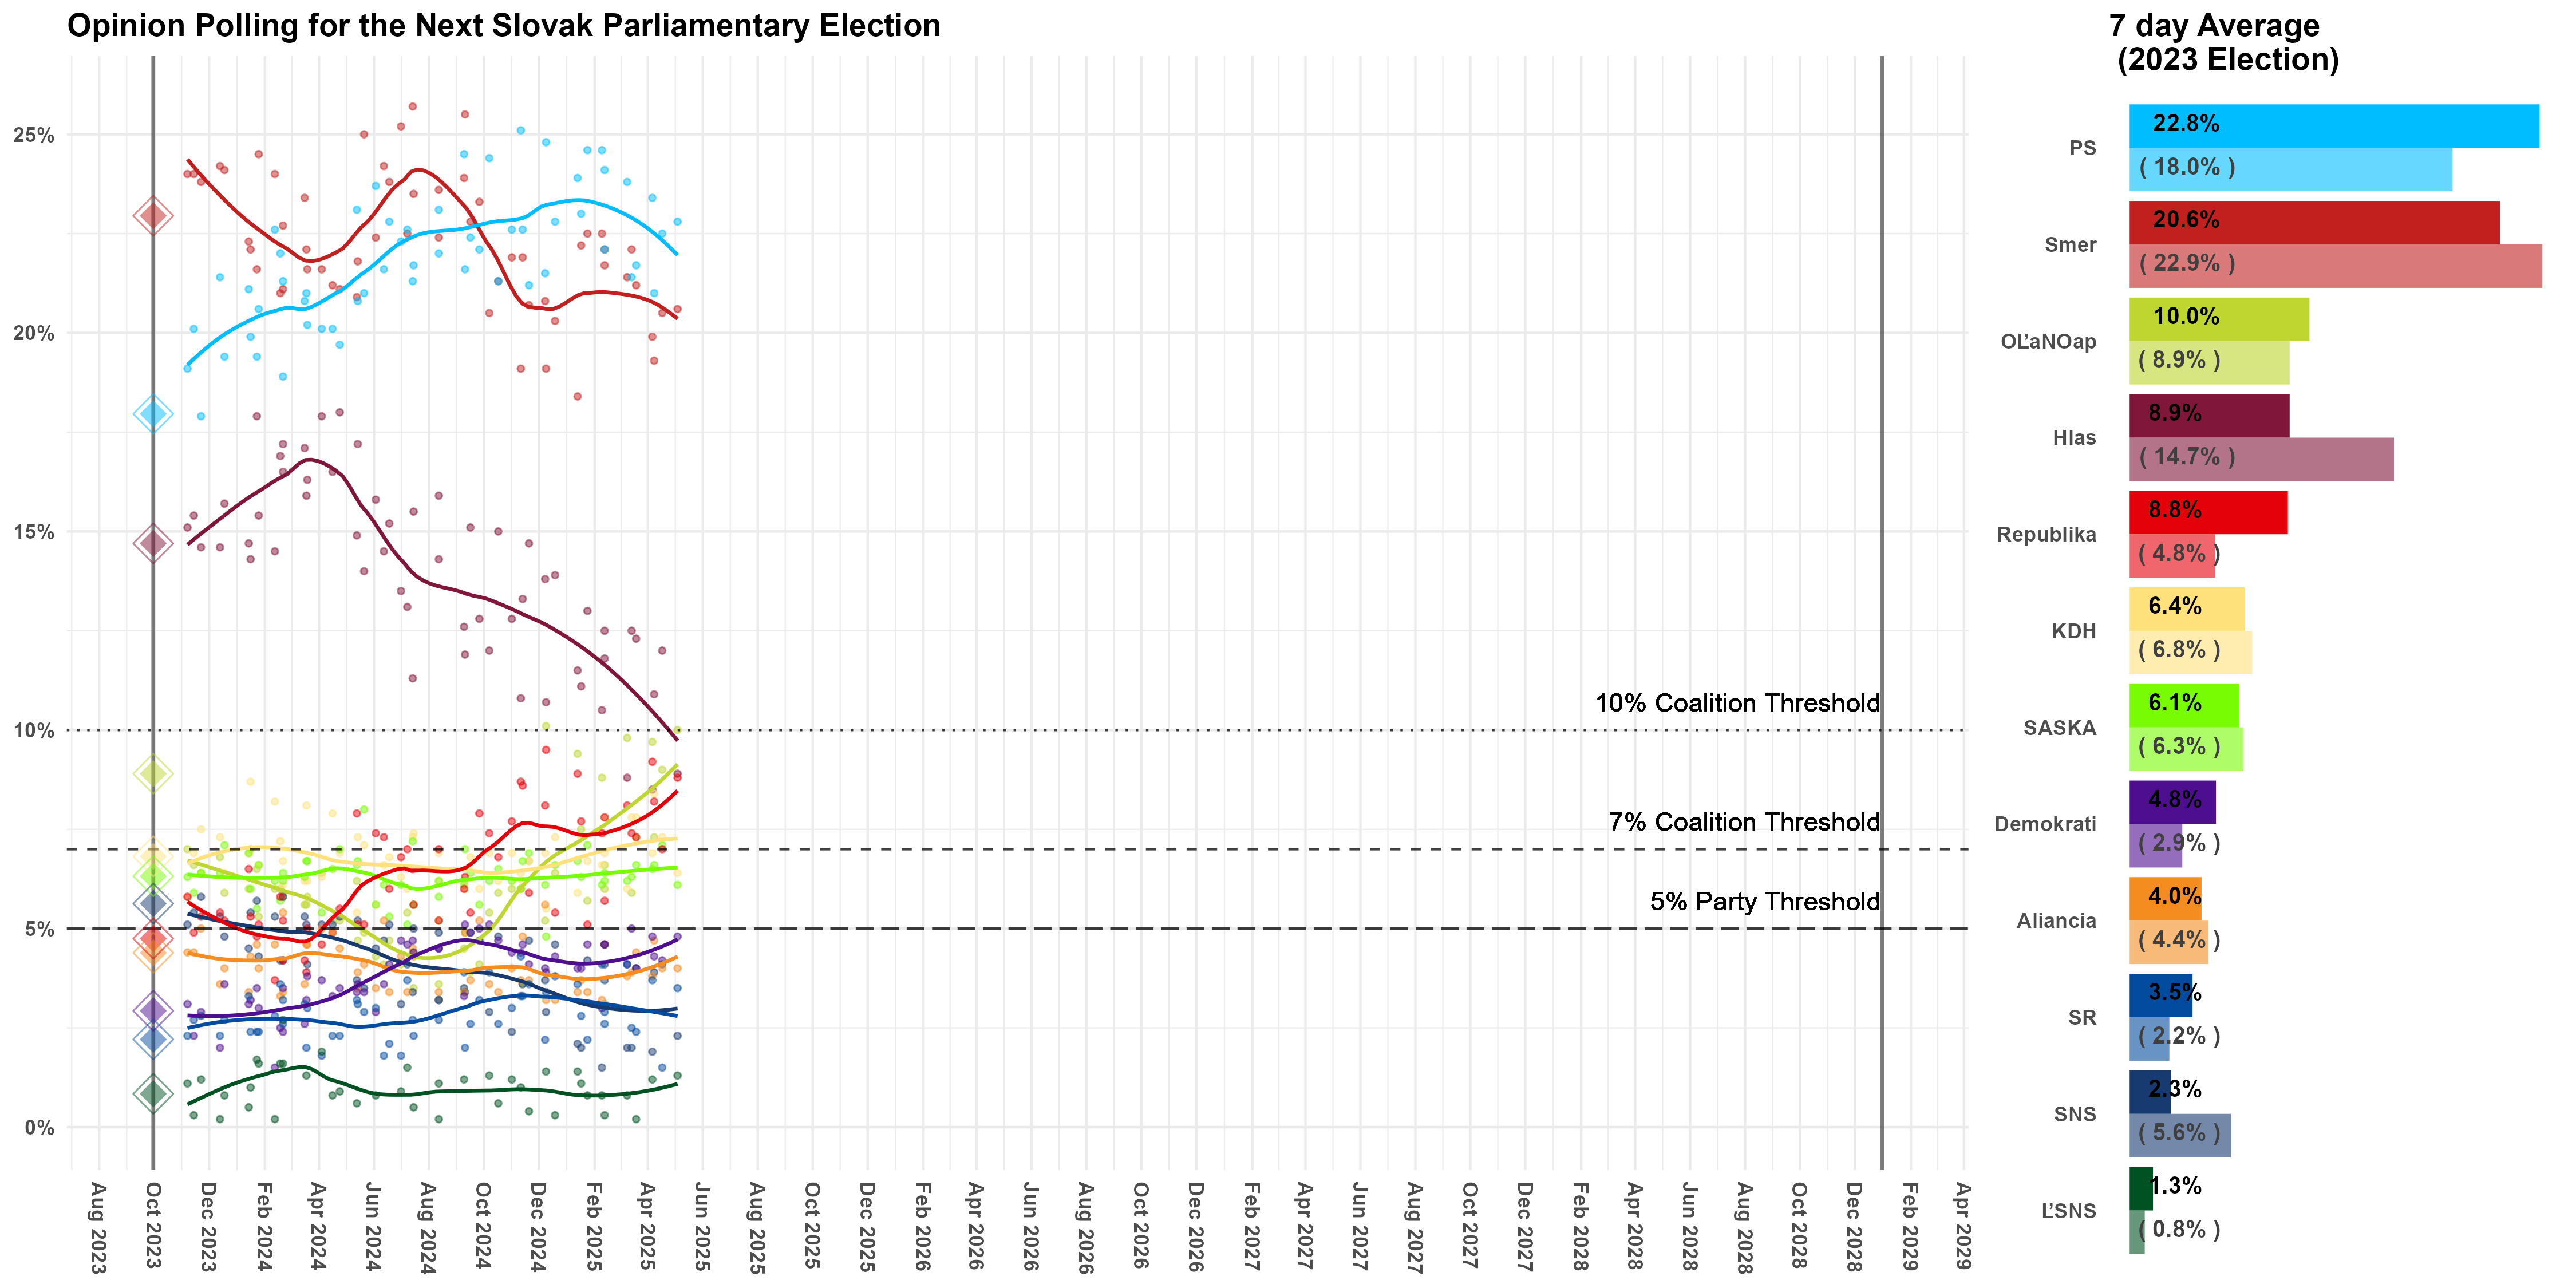 Opinion Polling for the Next Slovak Parliamentary Election
7 day Average
(2023 Election)
25%
20%
15%
10%
5%
0%
10% Coalition Threshold
7% Coalition Threshold
5% Party Threshold
Aug 2023
Oct 2023
Dec 2023
Feb 2024
Apr 2024
Jun 2024
Aug 2024
Oct 2024
Dec 2024
Feb 2025
Apr 2025
Jun 2025
Aug 2025
Oct 2025
Dec 2025
Feb 2026
Apr 2026
Jun 2026
Aug 2026
Oct 2026
Dec 2026
Feb 2027
Apr 2027
Jun 2027
Aug 2027
Oct 2027
Dec 2027
Feb 2028
Apr 2028
Jun 2028
Aug 2028
Oct 2028
Dec 2028
Feb 2029
Apr 2029
PS
22.8%
( 18.0% )
Smer
20.6%
( 22.9% )
OĽaNOap
10.0%
( 8.9% )
Hlas
8.9%
( 14.7% )
Republika
8.8%
( 4.8% )
KDH
6.4%
( 6.8% )
SASKA
6.1%
( 6.3% )
Demokrati
4.8%
( 2.9% )
Aliancia
4.0%
( 4.4% )
SR
3.5%
( 2.2% )
SNS
2.3%
( 5.6% )
ĽSNS
1.3%
( 0.8% )